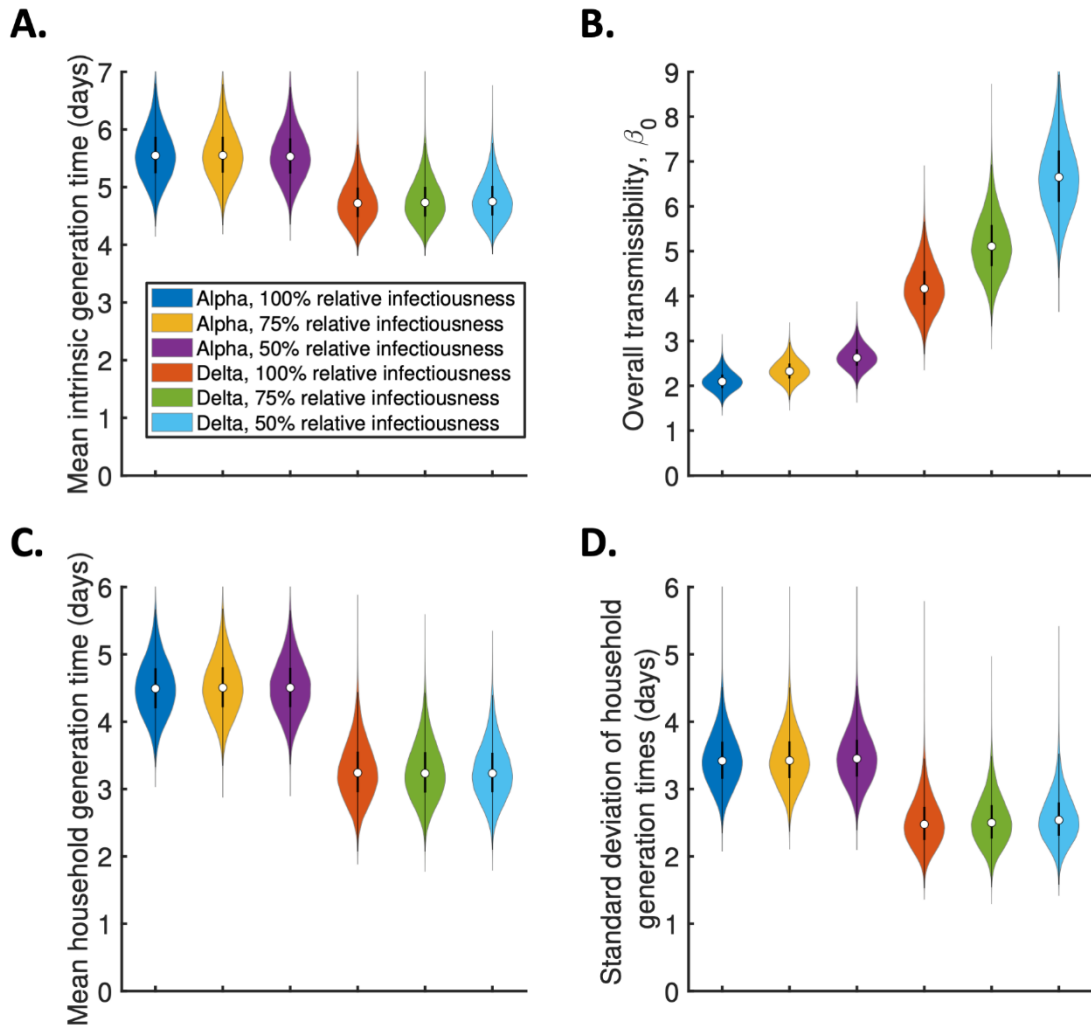 A.
Mean intrinsic generation time (days)
7
6
5
4
3
2
1
0
Alpha, 100% relative infectiousness
Alpha, 75% relative infectiousness
Alpha, 50% relative infectiousness
Delta, 100% relative infectiousness
Delta, 75% relative infectiousness
Delta, 50% relative infectiousness
B.
Overall transmissibility, β₀
9
8
7
6
5
4
3
2
1
0
C.
Mean household generation time (days)
6
5
4
3
2
1
0
D.
Standard deviation of household
generation times (days)
6
5
4
3
2
1
0